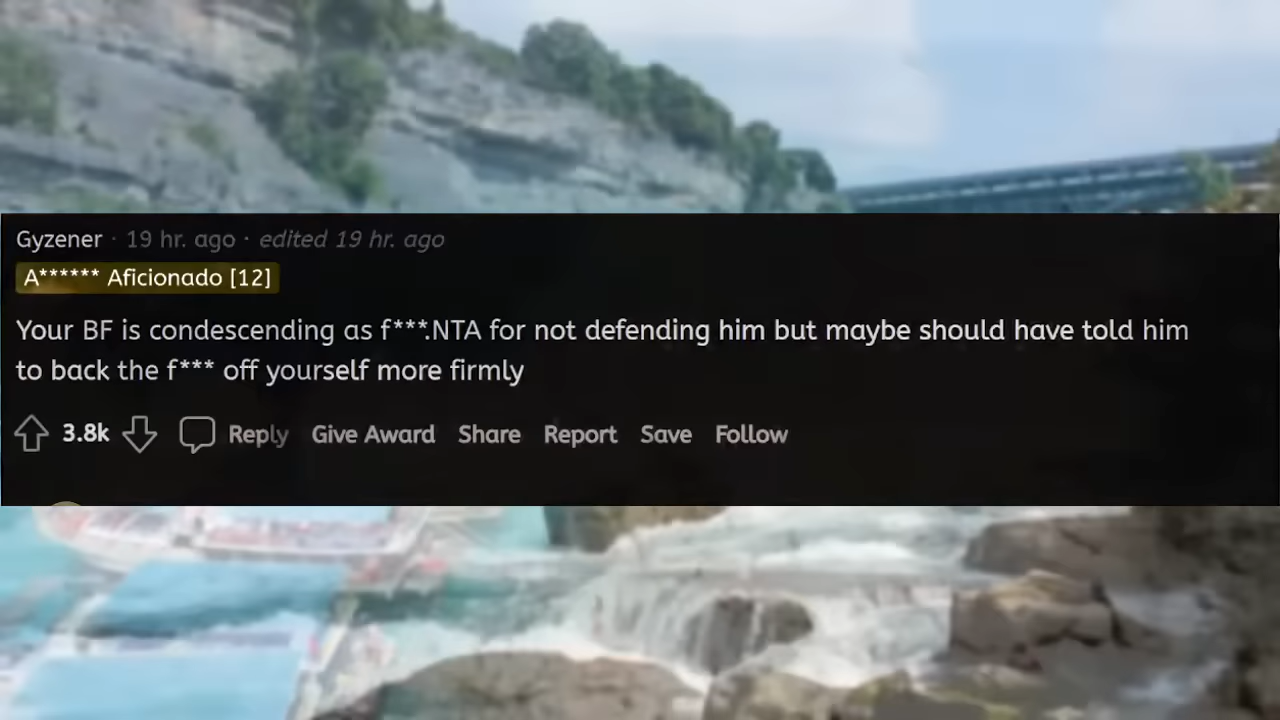 Gyzener · 19 hr. ago · edited 19 hr. ago
A****** Aficionado [12]
Your BF is condescending as f***.NTA for not defending him but maybe should have told him
to back the f*** off yourself more firmly
3.8k Reply Give Award Share Report Save Follow